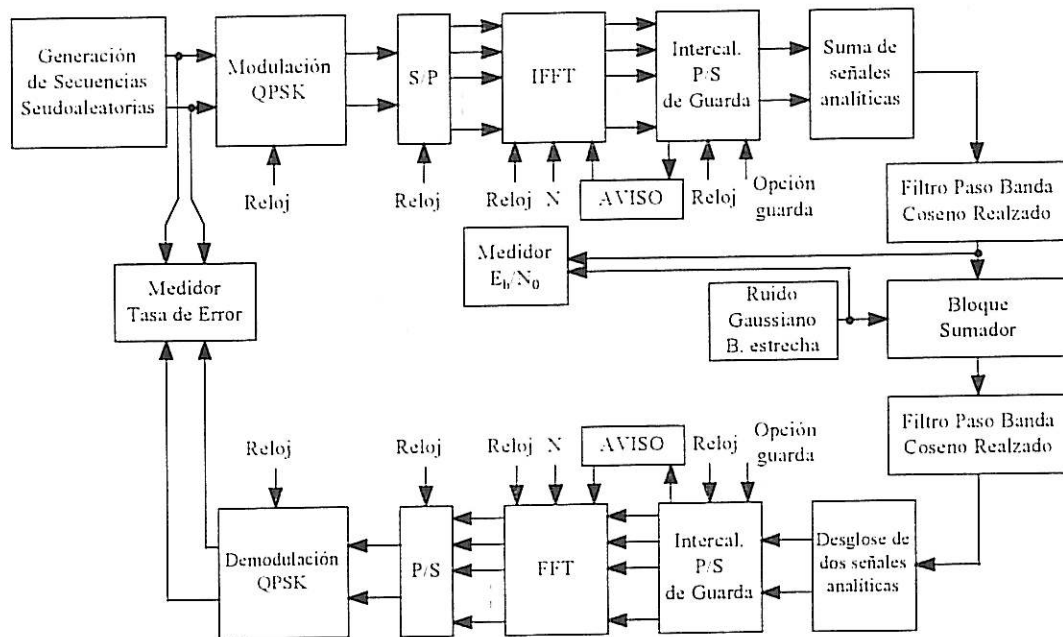 Generación
de Secuencias
Seudoaleatorias
Modulación
QPSK
S/P
IFFT
Intercal.
P/S
de Guarda
Suma de
señales
analíticas
Reloj
Reloj
Reloj
N
AVISO
Reloj
Opción
guarda
Filtro Paso Banda
Coseno Realzado
Medidor
Eb/N0
Medidor
Tasa de Error
Ruido
Gaussiano
B. estrecha
Bloque
Sumador
Filtro Paso Banda
Coseno Realzado
Reloj
Reloj
Reloj
N
AVISO
Reloj
Opción
guarda
Demodulación
QPSK
P/S
FFT
Intercal.
P/S
de Guarda
Desglose de
dos señales
analíticas